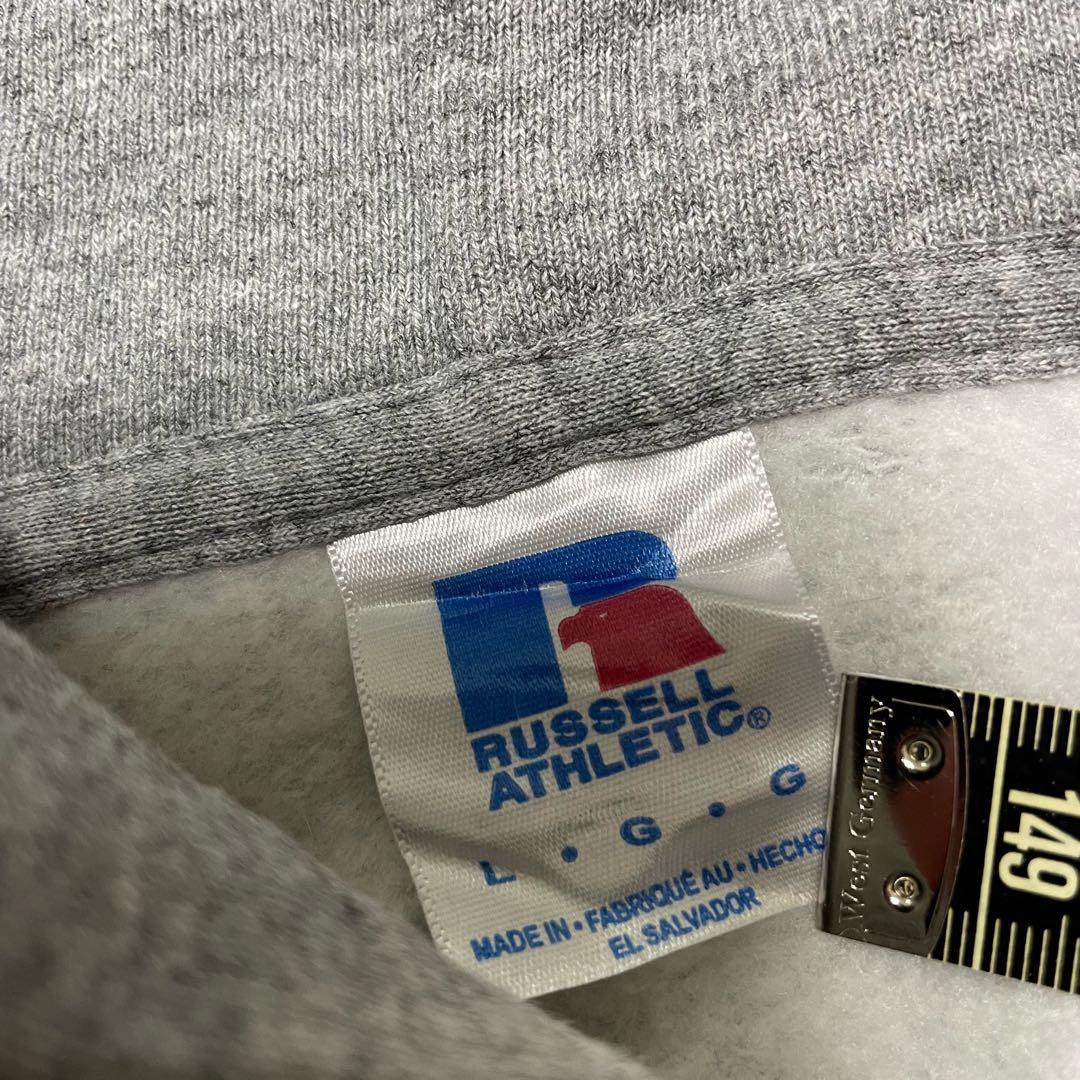 RUSSELL
ATHLETIC®
L • G • G
MADE IN • FABRIQUÉ AU • HECHO
EL SALVADOR
West Germany
149